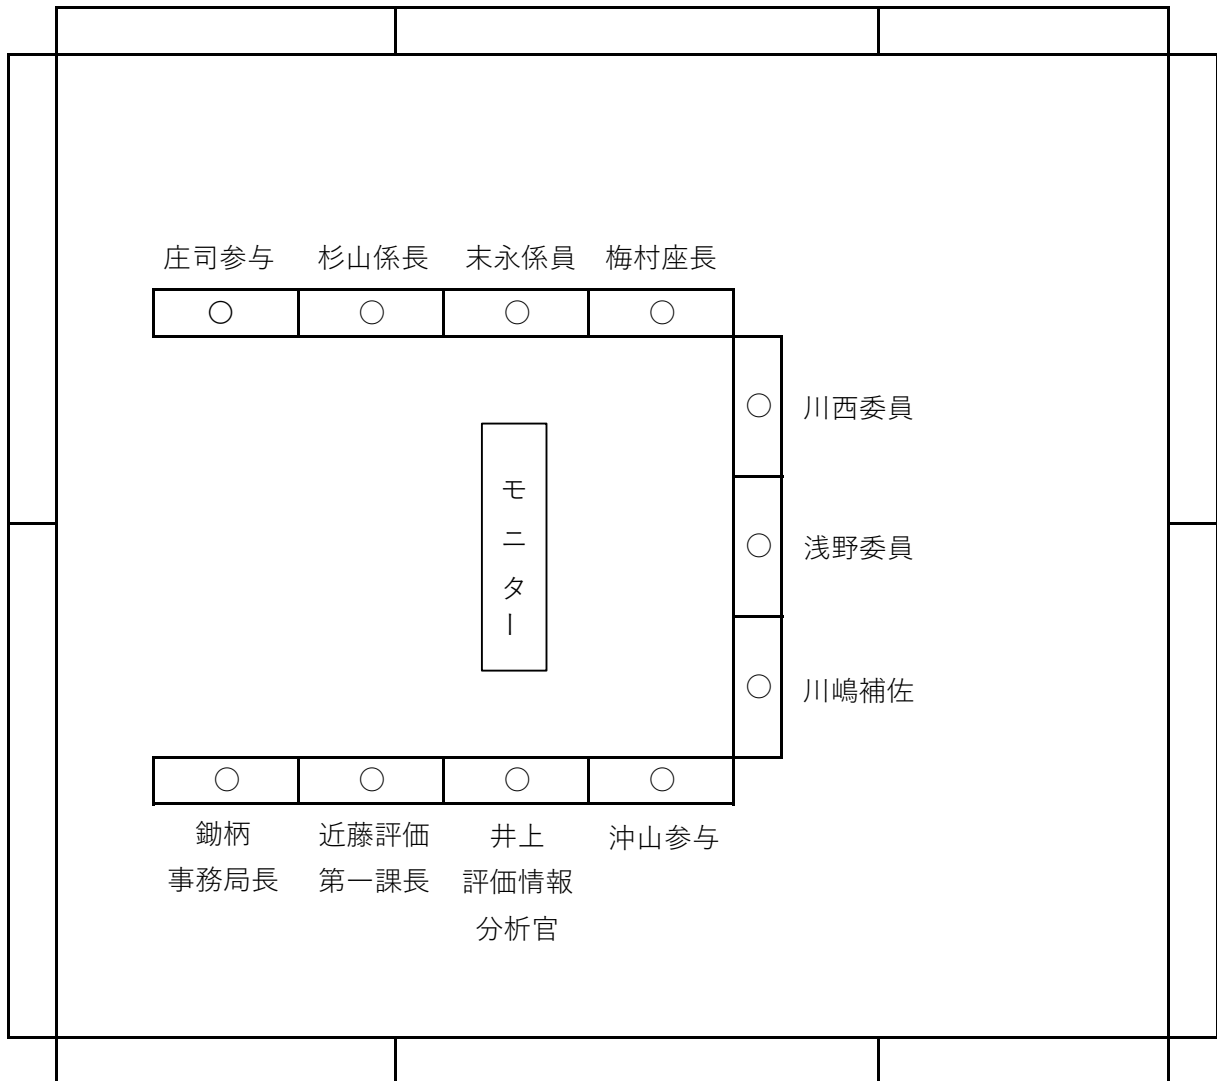 庄司参与 杉山係長 末永係員 梅村座長
川西委員
モニター
浅野委員
川嶋補佐
鋤柄 近藤評価 井上 沖山参与
事務局長 第一課長 評価情報
分析官